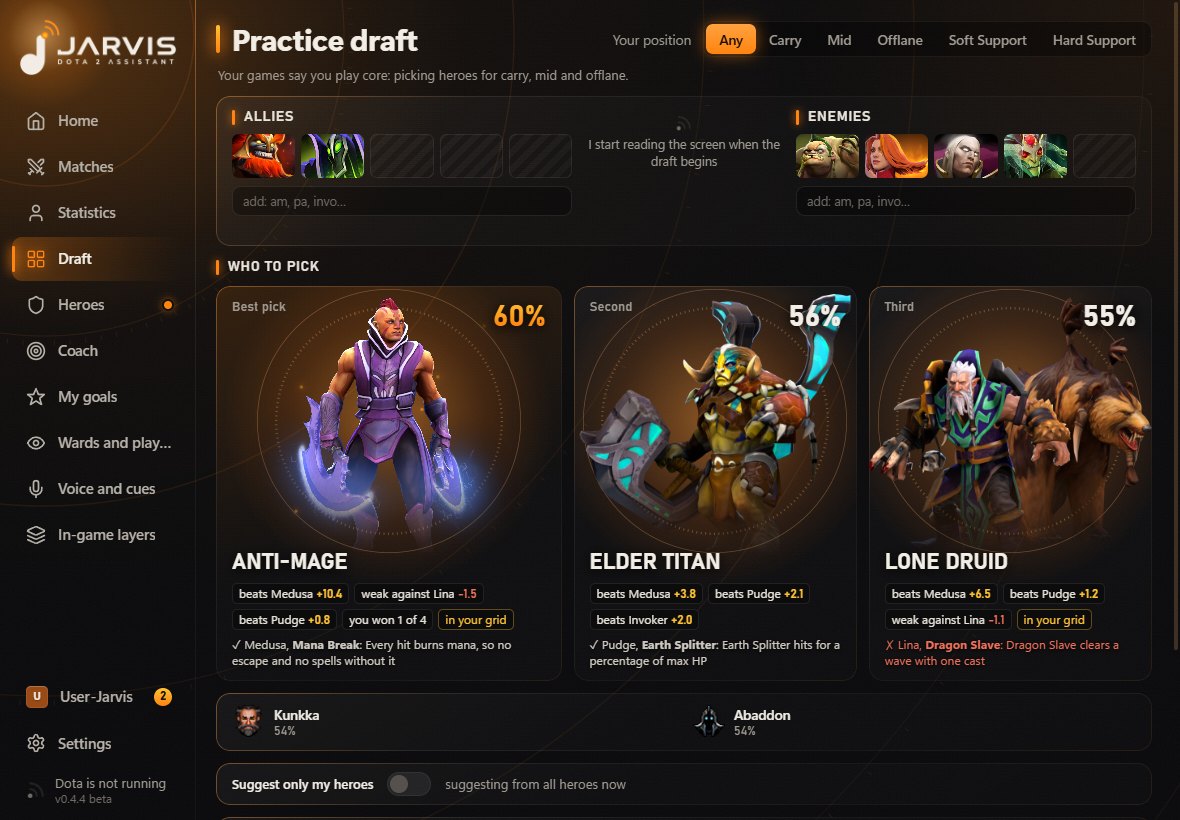 JARVIS
DOTA 2 ASSISTANT
Home
Matches
Statistics
Draft
Heroes
Coach
My goals
Wards and play...
Voice and cues
In-game layers
U User-Jarvis 2
Settings
Dota is not running
v0.4.4 beta
Practice draft
Your position Any Carry Mid Offlane Soft Support Hard Support
Your games say you play core: picking heroes for carry, mid and offlane.
ALLIES
add: am, pa, invo...
I start reading the screen when the
draft begins
ENEMIES
add: am, pa, invo...
WHO TO PICK
Best pick 60%
ANTI-MAGE
beats Medusa +10.4 weak against Lina -1.5
beats Pudge +0.8 you won 1 of 4 in your grid
✓ Medusa, Mana Break: Every hit burns mana, so no
escape and no spells without it
Second 56%
ELDER TITAN
beats Medusa +3.8 beats Pudge +2.1
beats Invoker +2.0
✓ Pudge, Earth Splitter: Earth Splitter hits for a
percentage of max HP
Third 55%
LONE DRUID
beats Medusa +6.5 beats Pudge +1.2
weak against Lina -1.1 in your grid
✗ Lina, Dragon Slave: Dragon Slave clears a
wave with one cast
Kunkka
54%
Abaddon
54%
Suggest only my heroes suggesting from all heroes now